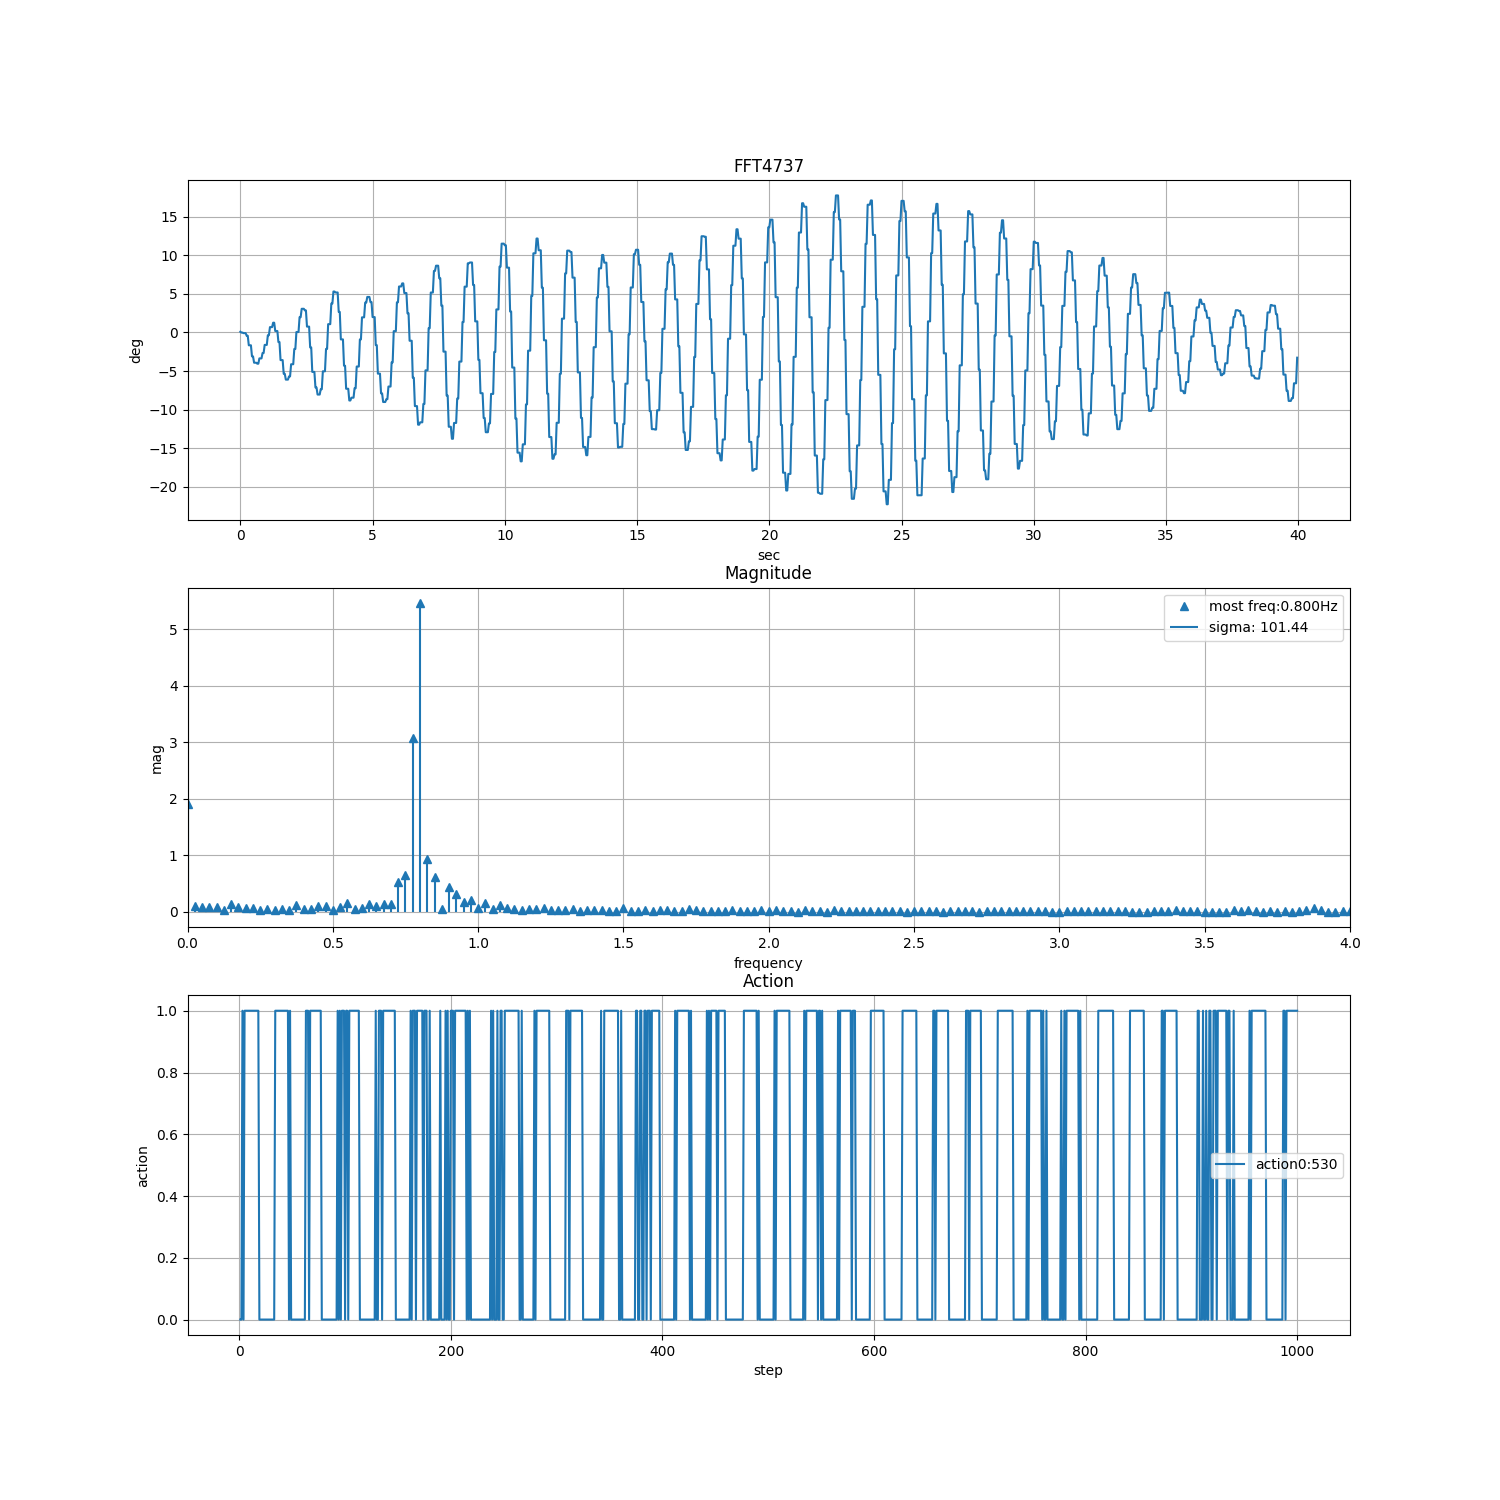 FFT4737
15
10
5
0
−5
−10
−15
−20
deg
0 5 10 15 20 25 30 35 40
sec
Magnitude
most freq:0.800Hz
sigma: 101.44
5
4
3
2
1
0
mag
0.0 0.5 1.0 1.5 2.0 2.5 3.0 3.5 4.0
frequency
Action
1.0
0.8
0.6
0.4
0.2
0.0
action
action0:530
0 200 400 600 800 1000
step